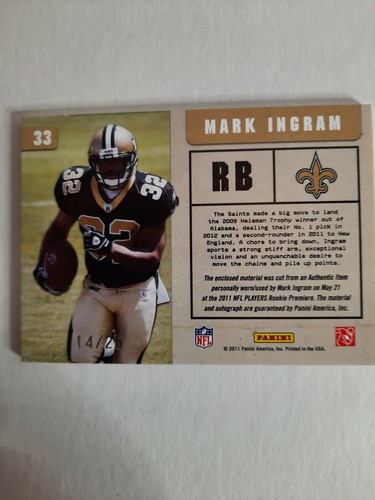 33
32
32
32
14/25
MARK INGRAM
RB
The Saints made a big move to land
the 2009 Heisman Trophy winner out of
Alabama, dealing their No. 1 pick in
2012 and a second-rounder in 2011 to New
England. A chore to bring down, Ingram
sports a strong stiff arm, exceptional
vision and an unquenchable desire to
move the chains and pile up points.
The enclosed material was cut from an Authentic Item
personally worn/used by Mark Ingram on May 21
at the 2011 NFL PLAYERS Rookie Premiere. The material
and autograph are guaranteed by Panini America, Inc.
NFL
PANINI
© 2011 Panini America, Inc. Printed in the USA.